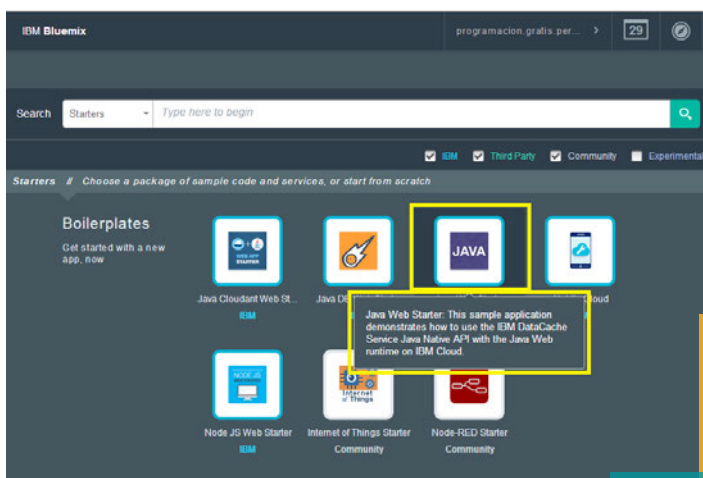 IBM Bluemix
programacion.gratis.per... >
29
Search
Starters
Type here to begin
IBM
Third Party
Community
Experimental
Starters // Choose a package of sample code and services, or start from scratch
Boilerplates
Get started with a new
app, now
WEB APP
STARTER
JAVA
Java Cloudant Web St...
IBM
Java D
oud
Java Web Starter: This sample application
demonstrates how to use the IBM DataCache
Service Java Native API with the Java Web
runtime on IBM Cloud.
NODE JS
Internet
of Things
Node JS Web Starter
IBM
Internet of Things Starter
Community
Node-RED Starter
Community